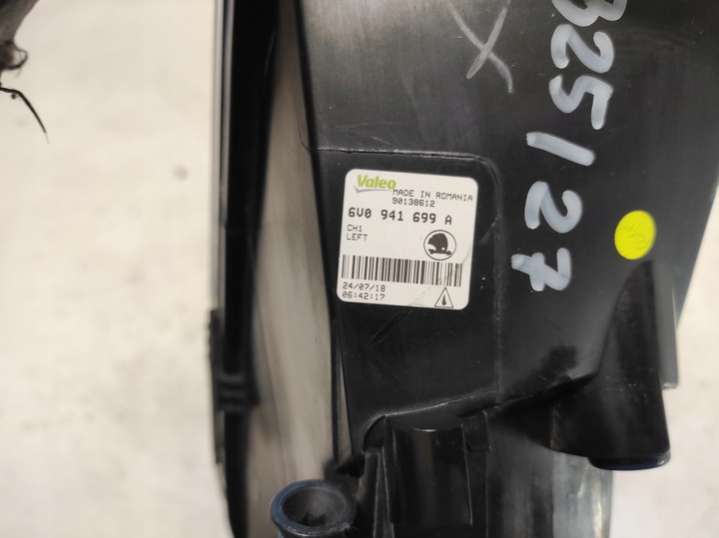 Valeo
MADE IN ROMANIA
90138612
6V0 941 699 A
CH1
LEFT
24/07/18
06:42:17
X
325/27